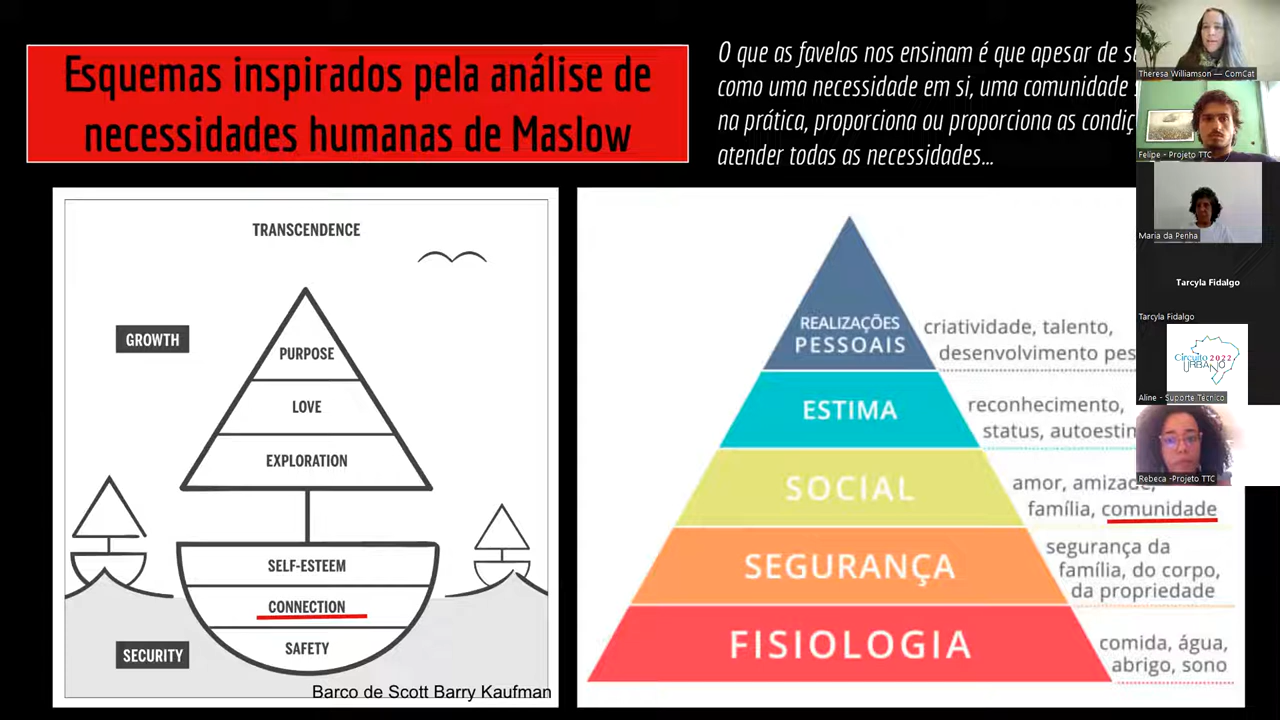 Esquemas inspirados pela análise de
necessidades humanas de Maslow
O que as favelas nos ensinam é que apesar de
como uma necessidade em si, uma comunidade
na prática, proporciona ou proporciona as
atender todas as necessidades...
TRANSCENDENCE
GROWTH
PURPOSE
LOVE
EXPLORATION
SELF-ESTEEM
CONNECTION
SAFETY
SECURITY
Barco de Scott Barry Kaufman
REALIZAÇÕES
PESSOAIS
criatividade, talento,
desenvolvimento
ESTIMA
reconhecimento,
status,
SOCIAL
amor, amizade,
família, comunidade
SEGURANÇA
segurança da
família, do corpo,
da propriedade
FISIOLOGIA
comida, água,
abrigo, sono
Theresa Williamson — ComCat
Felipe - Projeto TTC
Maria da Penha
Tarcyla Fidalgo
Tarcyla Fidalgo
Circuito 2022
URBANO
Aline - Suporte Técnico
Rebeca -Projeto TTC